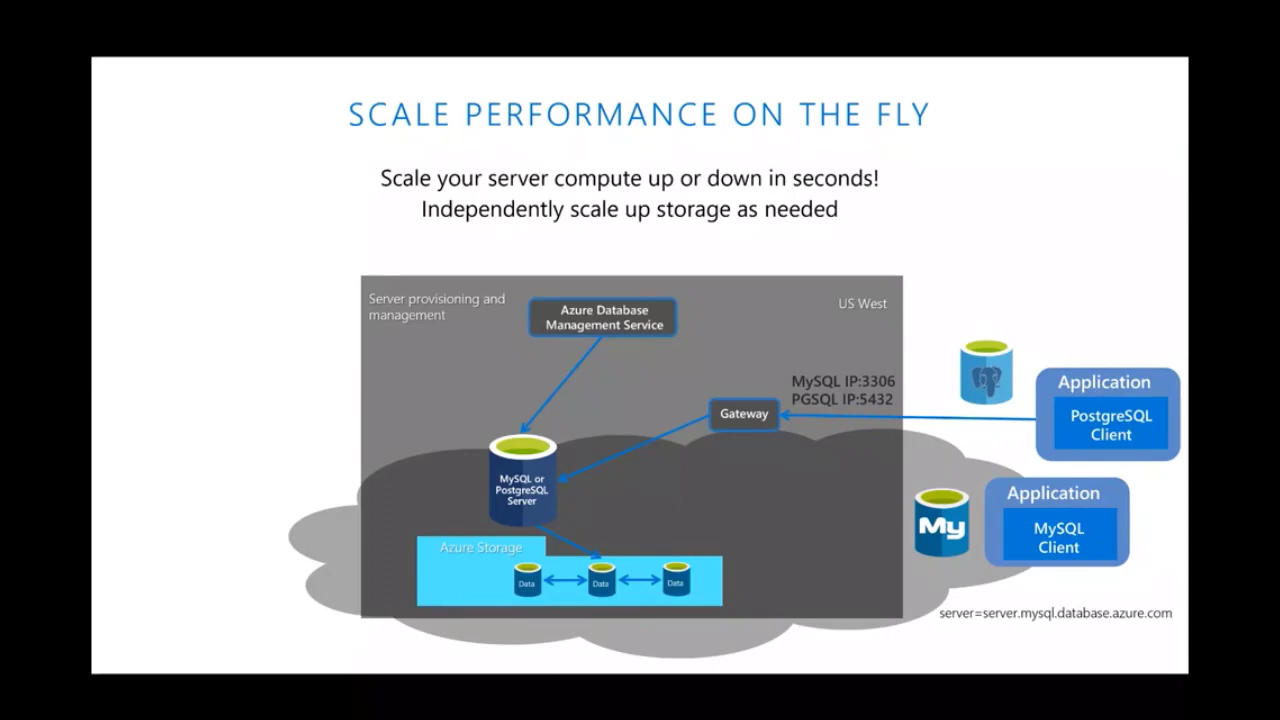 SCALE PERFORMANCE ON THE FLY
Scale your server compute up or down in seconds!
Independently scale up storage as needed
Server provisioning and
management
Azure Database
Management Service
US West
MySQL IP:3306
PGSQL IP:5432
Gateway
Application
PostgreSQL
Client
MySQL or
PostgreSQL
Server
My
Application
MySQL
Client
Azure Storage
Data
Data
Data
server=server.mysql.database.azure.com